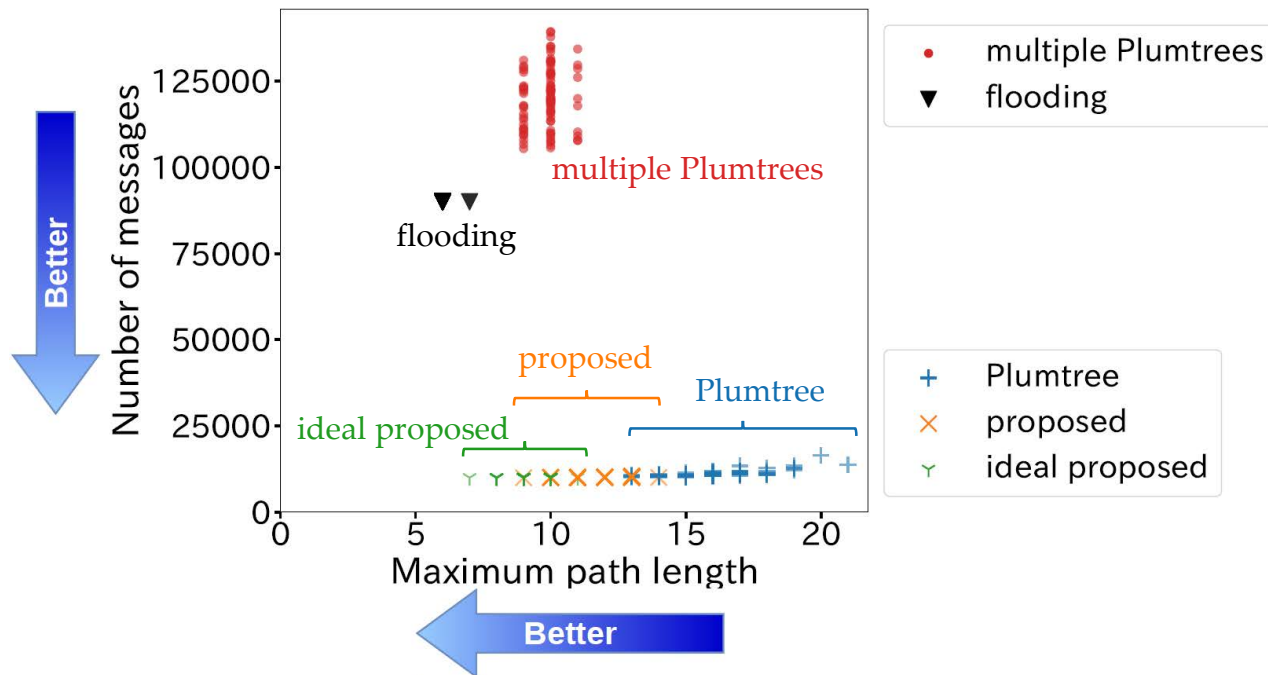 multiple Plumtrees
flooding
125000
100000
75000
50000
25000
0
Number of messages
Better
multiple Plumtrees
flooding
proposed
Plumtree
ideal proposed
Plumtree
proposed
ideal proposed
0 5 10 15 20
Maximum path length
Better